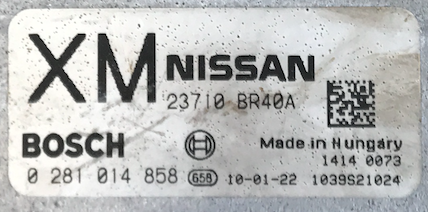 XM NISSAN
23710 BR40A
BOSCH Made in Hungary
1414 0073
0 281 014 858 658 10-01-22 1039S21024